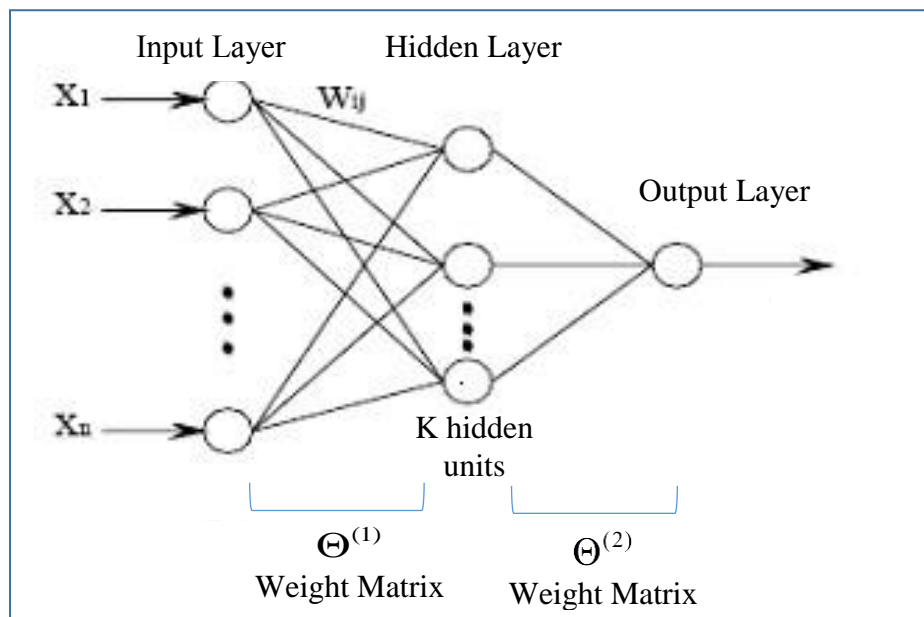 Input Layer
Hidden Layer
X1
Wij
X2
Output Layer
Xn
K hidden
units
Θ(1)
Weight Matrix
Θ(2)
Weight Matrix